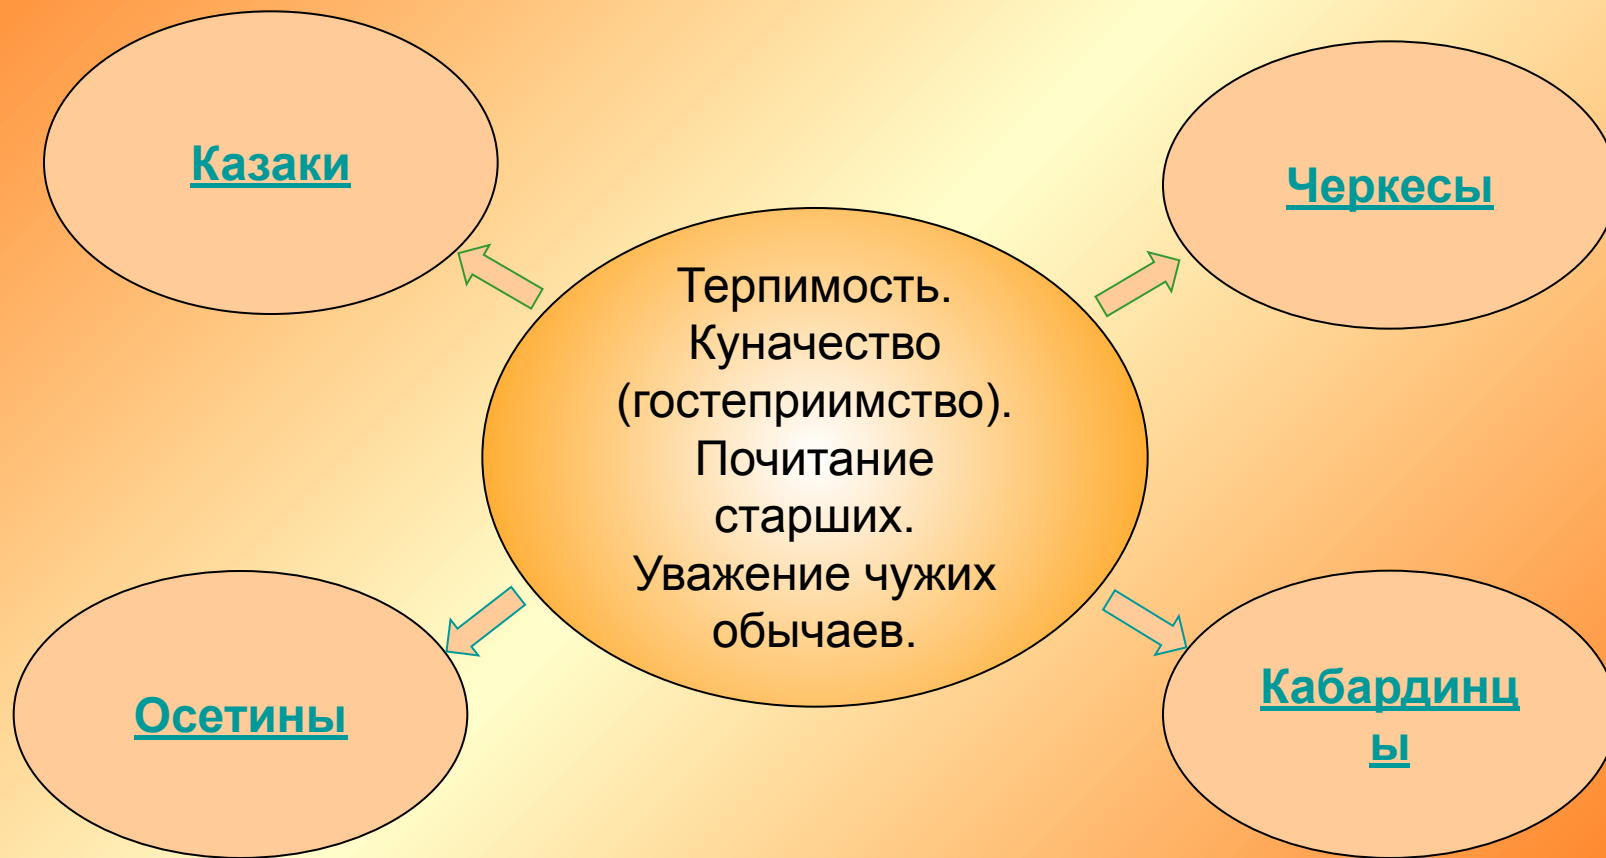 Казаки
Черкесы
Терпимость.
Куначество
(гостеприимство).
Почитание
старших.
Уважение чужих
обычаев.
Осетины
Кабардинц
ы